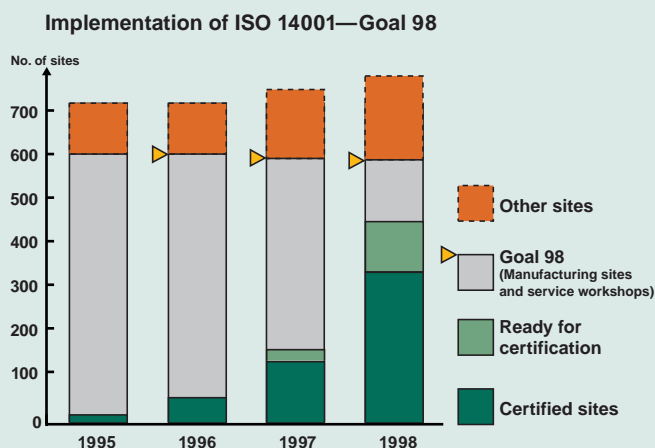 Implementation of ISO 14001—Goal 98
No. of sites
700
600
500
400
300
200
100
0
1995 1996 1997 1998
Other sites
Goal 98
(Manufacturing sites
and service workshops)
Ready for
certification
Certified sites